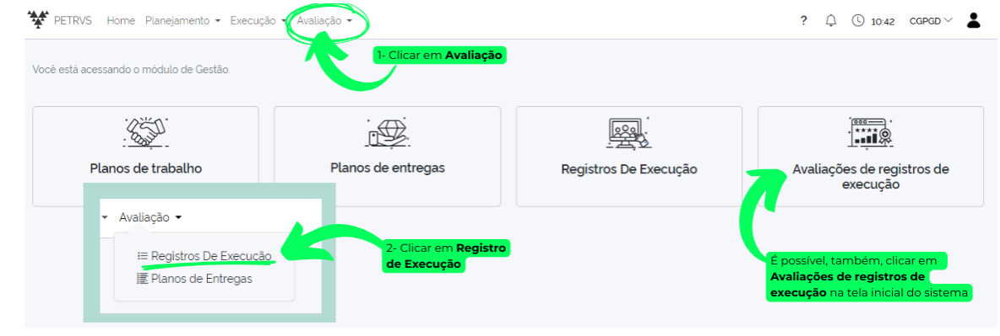 PETRVS Home Planejamento Execução Avaliação ? 10:42 CGPGD
1- Clicar em Avaliação
Você está acessando o módulo de Gestão.
Planos de trabalho
Planos de entregas
Registros De Execução
Avaliações de registros de
execução
Avaliação
Registros De Execução
Planos de Entregas
2- Clicar em Registro
de Execução
É possível, também, clicar em
Avaliações de registros de
execução na tela inicial do sistema